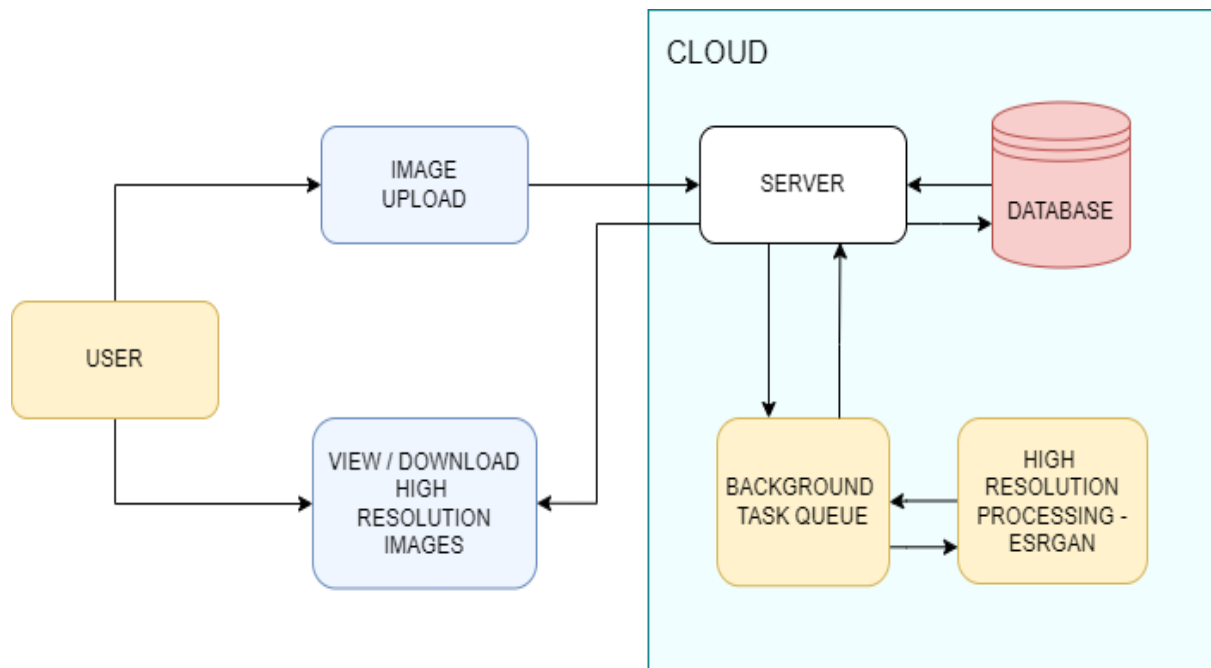 CLOUD
IMAGE
UPLOAD
SERVER
DATABASE
USER
VIEW / DOWNLOAD
HIGH
RESOLUTION
IMAGES
BACKGROUND
TASK QUEUE
HIGH
RESOLUTION
PROCESSING -
ESRGAN